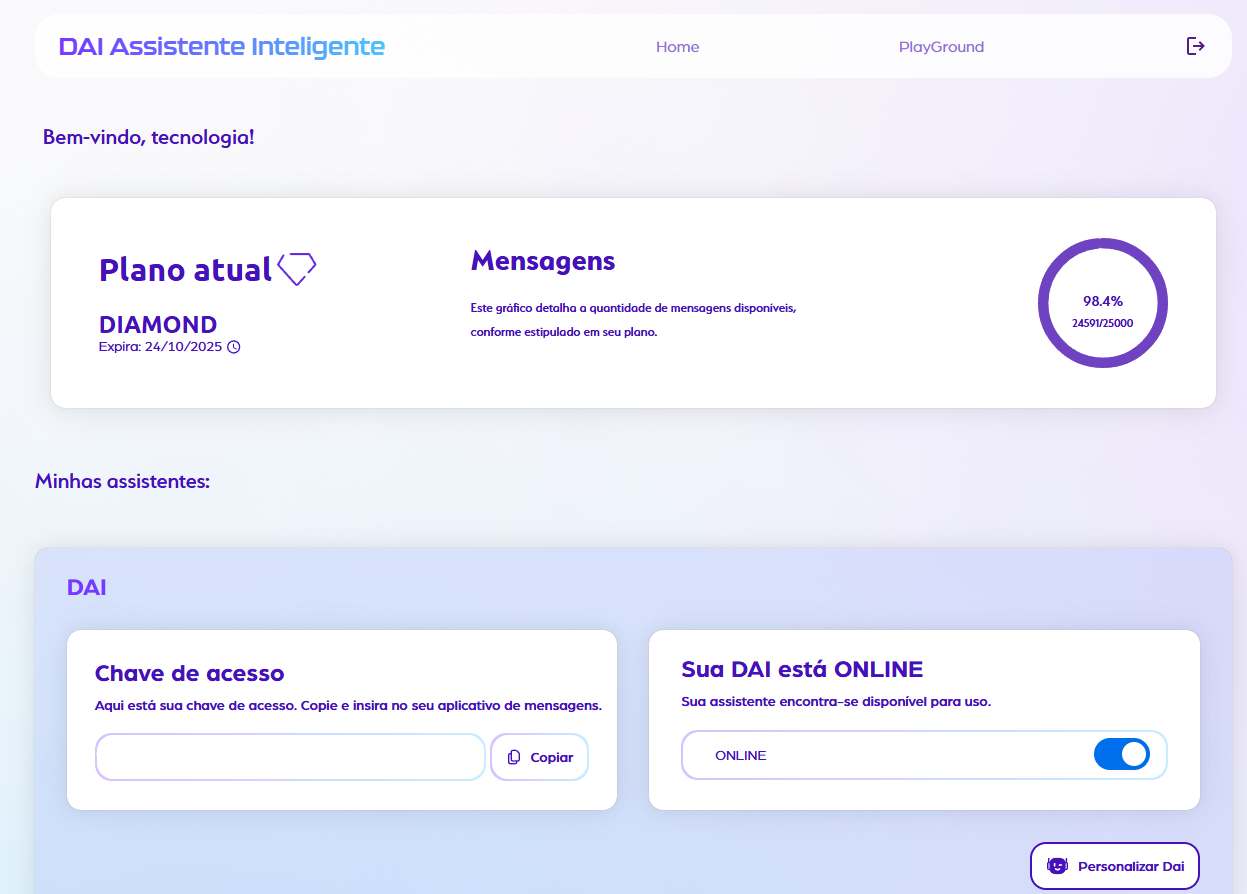 DAI Assistente Inteligente
Home
PlayGround
Bem-vindo, tecnologia!
Plano atual
DIAMOND
Expira: 24/10/2025
Mensagens
Este gráfico detalha a quantidade de mensagens disponíveis,
conforme estipulado em seu plano.
98.4%
24591/25000
Minhas assistentes:
DAI
Chave de acesso
Aqui está sua chave de acesso. Copie e insira no seu aplicativo de mensagens.
Copiar
Sua DAI está ONLINE
Sua assistente encontra-se disponível para uso.
ONLINE
Personalizar Dai